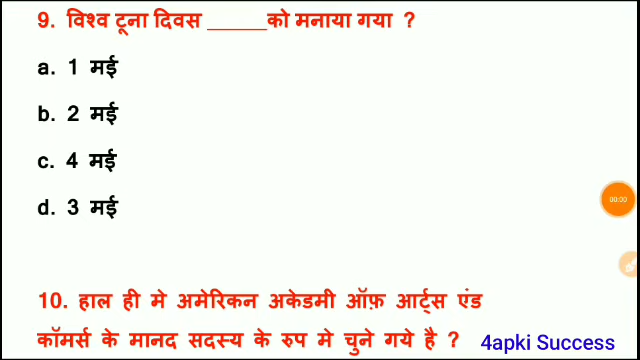 9. विश्व टूना दिवस ______को मनाया गया ?
a. 1 मई
b. 2 मई
c. 4 मई
d. 3 मई
00:00
10. हाल ही मे अमेरिकन अकेडमी ऑफ़ आर्ट्स एंड
कॉमर्स के मानद सदस्य के रुप मे चुने गये है ?
4apki Success